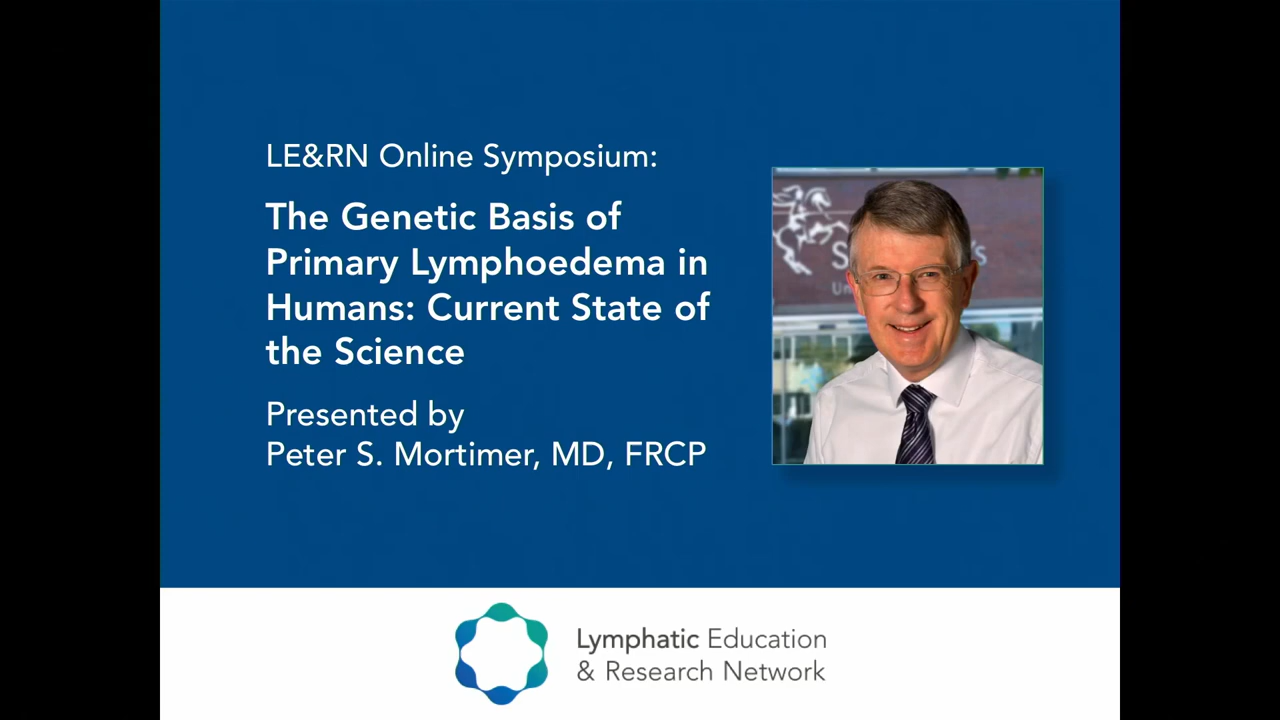 LE&RN Online Symposium:
The Genetic Basis of
Primary Lymphoedema in
Humans: Current State of
the Science
Presented by
Peter S. Mortimer, MD, FRCP
Lymphatic Education
& Research Network